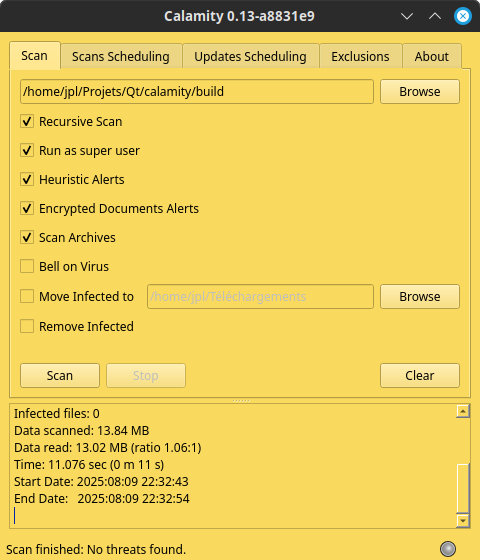 Calamity 0.13-a8831e9
Scan Scans Scheduling Updates Scheduling Exclusions About
/home/jpl/Projets/Qt/calamity/build Browse
Recursive Scan
Run as super user
Heuristic Alerts
Encrypted Documents Alerts
Scan Archives
Bell on Virus
Move Infected to /home/jpl/Téléchargements Browse
Remove Infected
Scan Stop Clear
Infected files: 0
Data scanned: 13.84 MB
Data read: 13.02 MB (ratio 1.06:1)
Time: 11.076 sec (0 m 11 s)
Start Date: 2025:08:09 22:32:43
End Date:   2025:08:09 22:32:54
Scan finished: No threats found.